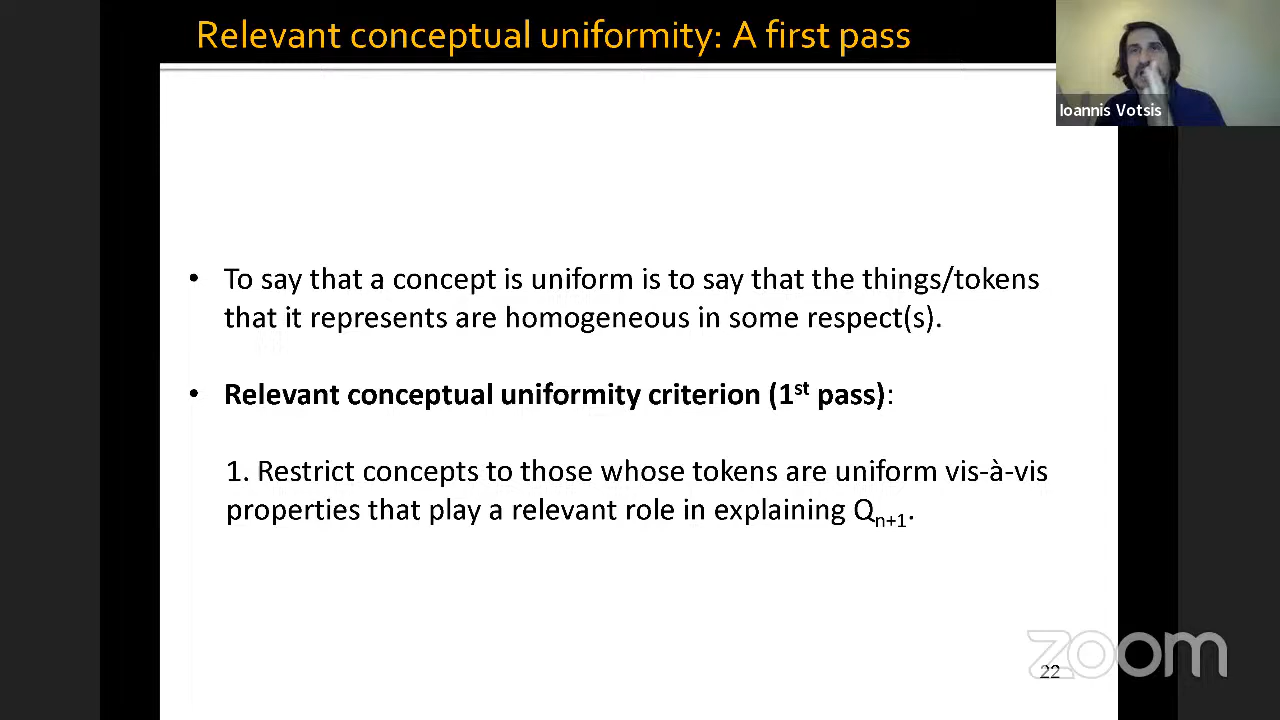 Relevant conceptual uniformity: A first pass
Ioannis Votsis
• To say that a concept is uniform is to say that the things/tokens
that it represents are homogeneous in some respect(s).
• Relevant conceptual uniformity criterion (1st pass):
1. Restrict concepts to those whose tokens are uniform vis-à-vis
properties that play a relevant role in explaining Qn+1.
zoom
22